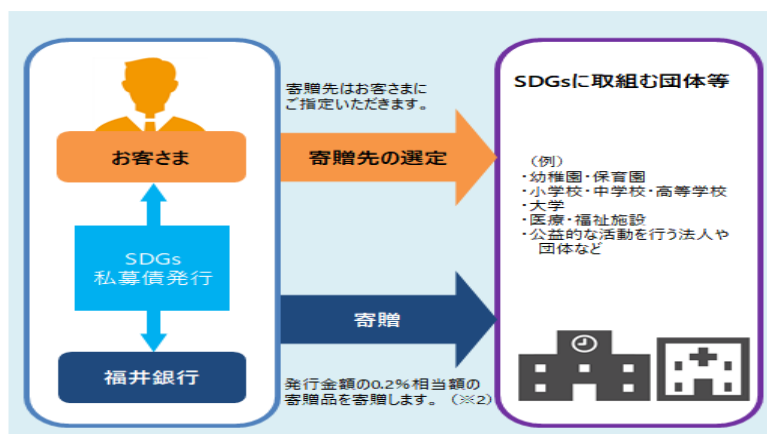 お客さま
SDGs
私募債発行
福井銀行
寄贈先はお客さまに
ご指定いただきます。
寄贈先の選定
寄贈
発行金額の0.2%相当額の
寄贈品を寄贈します。（※2）
SDGsに取組む団体等
（例）
・幼稚園・保育園
・小学校・中学校・高等学校
・大学
・医療・福祉施設
・公益的な活動を行う法人や
団体など